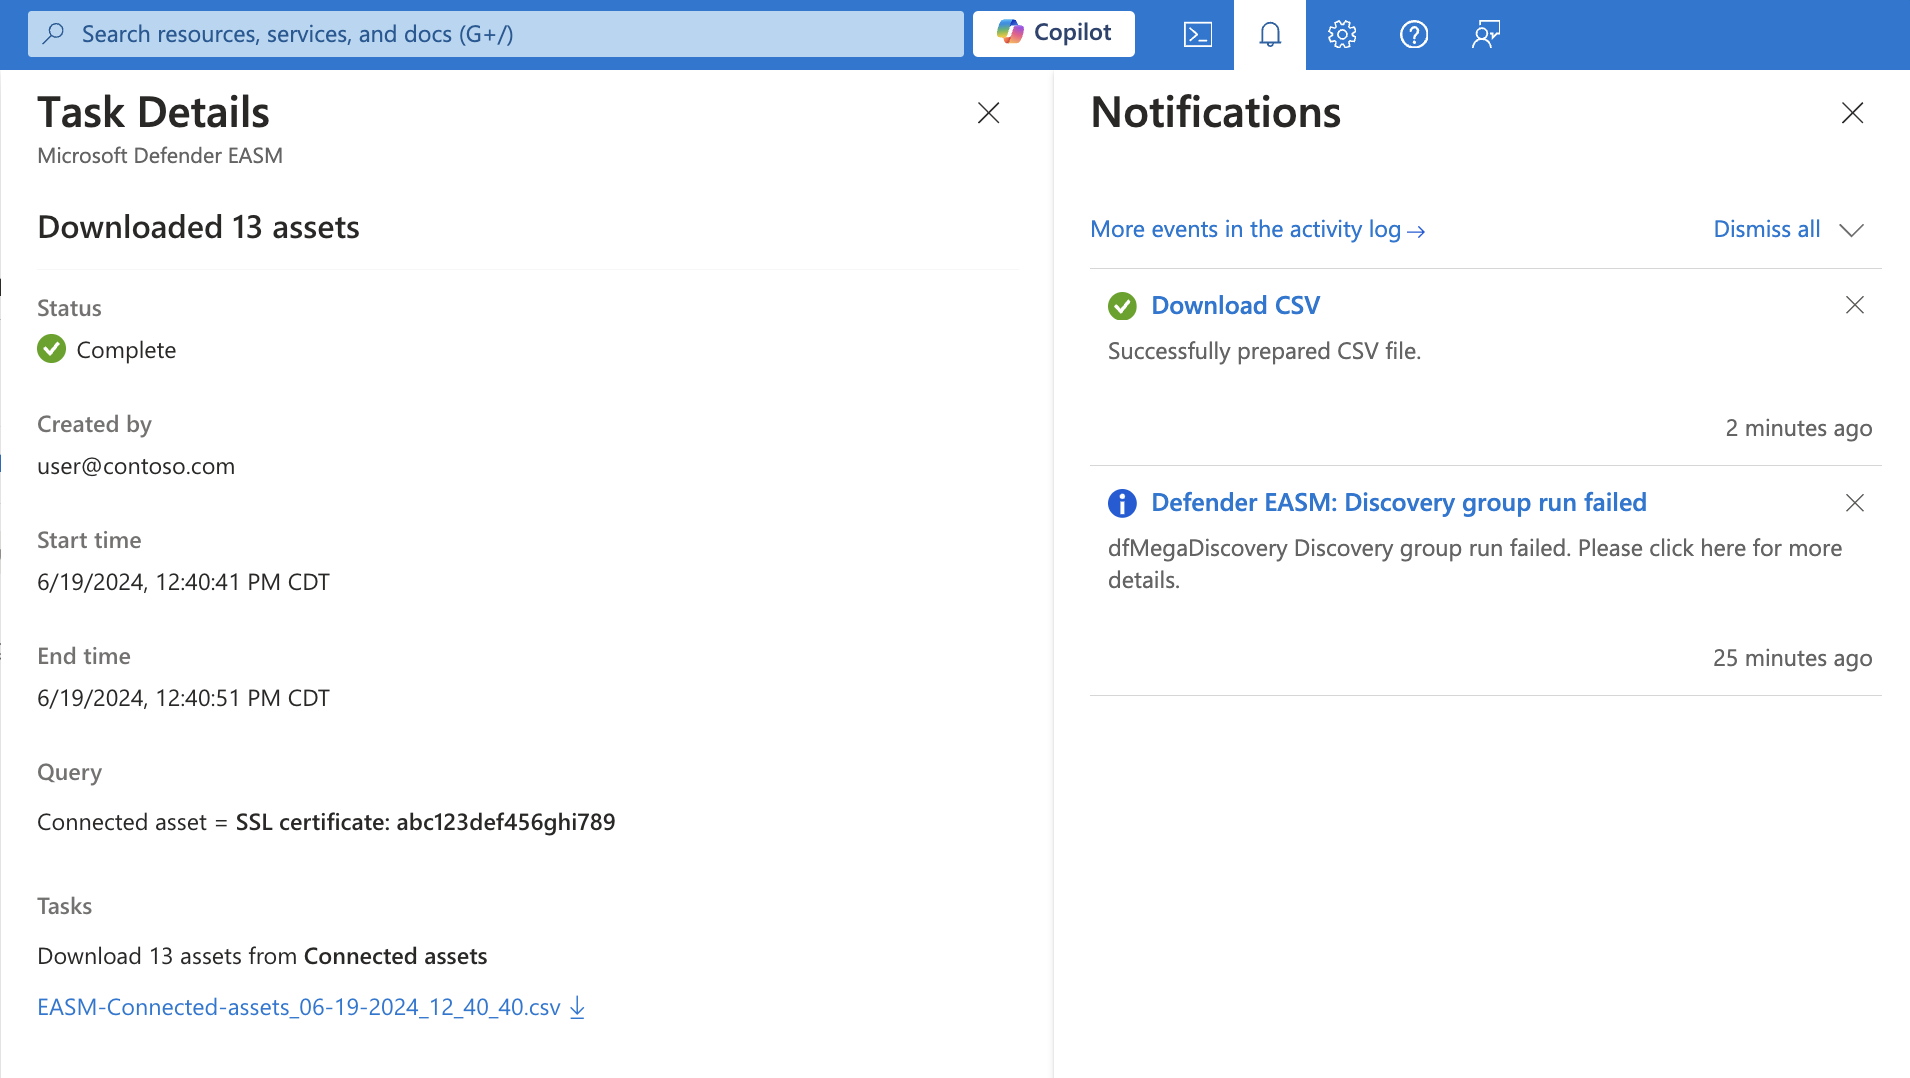 Search resources, services, and docs (G+/)
Copilot
Task Details
Microsoft Defender EASM
Downloaded 13 assets
Status
Complete
Created by
user@contoso.com
Start time
6/19/2024, 12:40:41 PM CDT
End time
6/19/2024, 12:40:51 PM CDT
Query
Connected asset = SSL certificate: abc123def456ghi789
Tasks
Download 13 assets from Connected assets
EASM-Connected-assets_06-19-2024_12_40_40.csv
Notifications
More events in the activity log→
Dismiss all
Download CSV
Successfully prepared CSV file.
2 minutes ago
Defender EASM: Discovery group run failed
dfMegaDiscovery Discovery group run failed. Please click here for more
details.
25 minutes ago